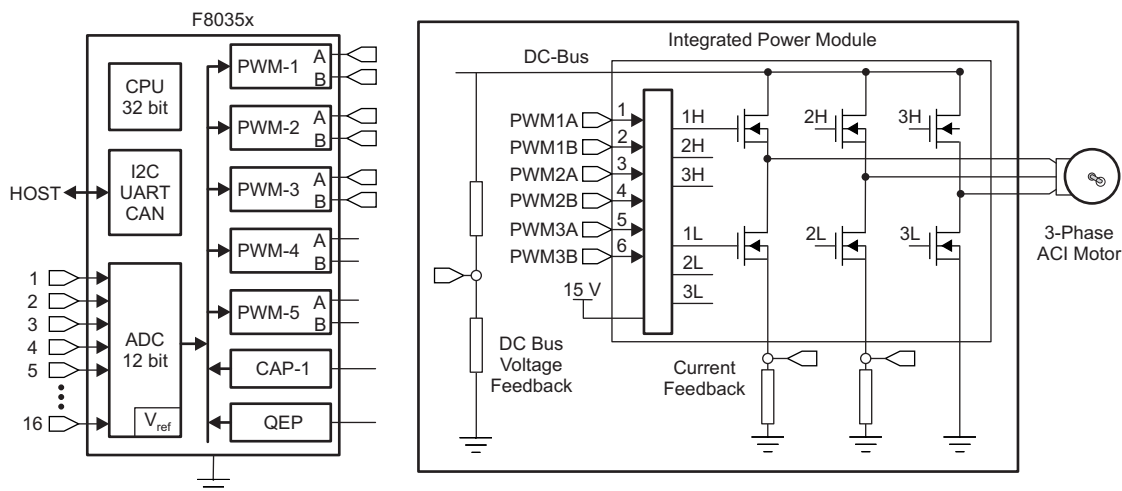 F8035x
CPU
32 bit
I2C
UART
CAN
HOST
1
2
3
4
5
16
ADC
12 bit
Vref
PWM-1
A
B
PWM-2
A
B
PWM-3
A
B
PWM-4
A
B
PWM-5
A
B
CAP-1
QEP
Integrated Power Module
DC-Bus
PWM1A
PWM1B
PWM2A
PWM2B
PWM3A
PWM3B
1
2
3
4
5
6
15 V
1H
2H
3H
1L
2L
3L
2H
3H
2L
3L
DC Bus
Voltage
Feedback
Current
Feedback
3-Phase
ACI Motor